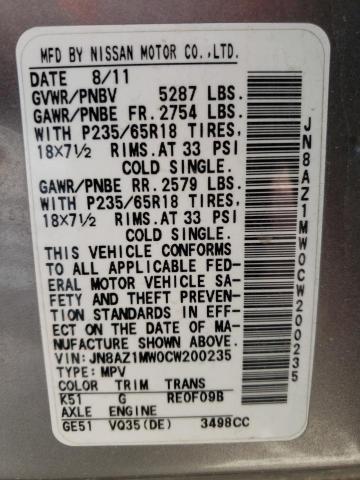 MFD BY NISSAN MOTOR CO.,LTD.
DATE 8/11
GVWR/PNBV 5287 LBS.
GAWR/PNBE FR. 2754 LBS.
WITH P235/65R18 TIRES,
18X7½ RIMS.AT 33 PSI
COLD SINGLE.
GAWR/PNBE RR. 2579 LBS.
WITH P235/65R18 TIRES,
18X7½ RIMS.AT 33 PSI
COLD SINGLE.
THIS VEHICLE CONFORMS
TO ALL APPLICABLE FED-
ERAL MOTOR VEHICLE SA-
FETY AND THEFT PREVEN-
TION STANDARDS IN EFF-
ECT ON THE DATE OF MA-
NUFACTURE SHOWN ABOVE.
VIN: JN8AZ1MW0CW200235
TYPE: MPV
COLOR TRIM TRANS
K51 G RE0F09B
AXLE ENGINE
GE51 VQ35(DE) 3498CC
JN8AZ1MW0CW200235